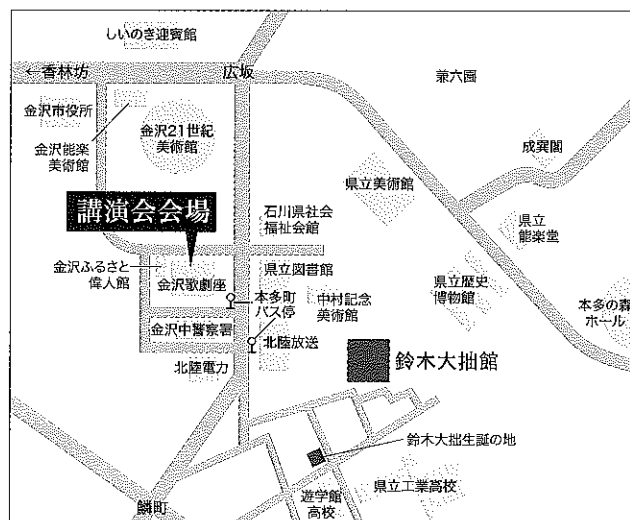 しいのき迎賓館
←香林坊
広坂
兼六園
金沢市役所
金沢能楽
美術館
金沢21世紀
美術館
成巽閣
県立美術館
講演会会場
石川県社会
福祉会館
県立
能楽堂
金沢ふるさと
偉人館
金沢歌劇座
県立図書館
本多町
バス停
中村記念
美術館
県立歴史
博物館
本多の森
ホール
金沢中警察署
北陸放送
北陸電力
鈴木大拙館
鈴木大拙生誕の地
遊学館
高校
県立工業高校
鱗町